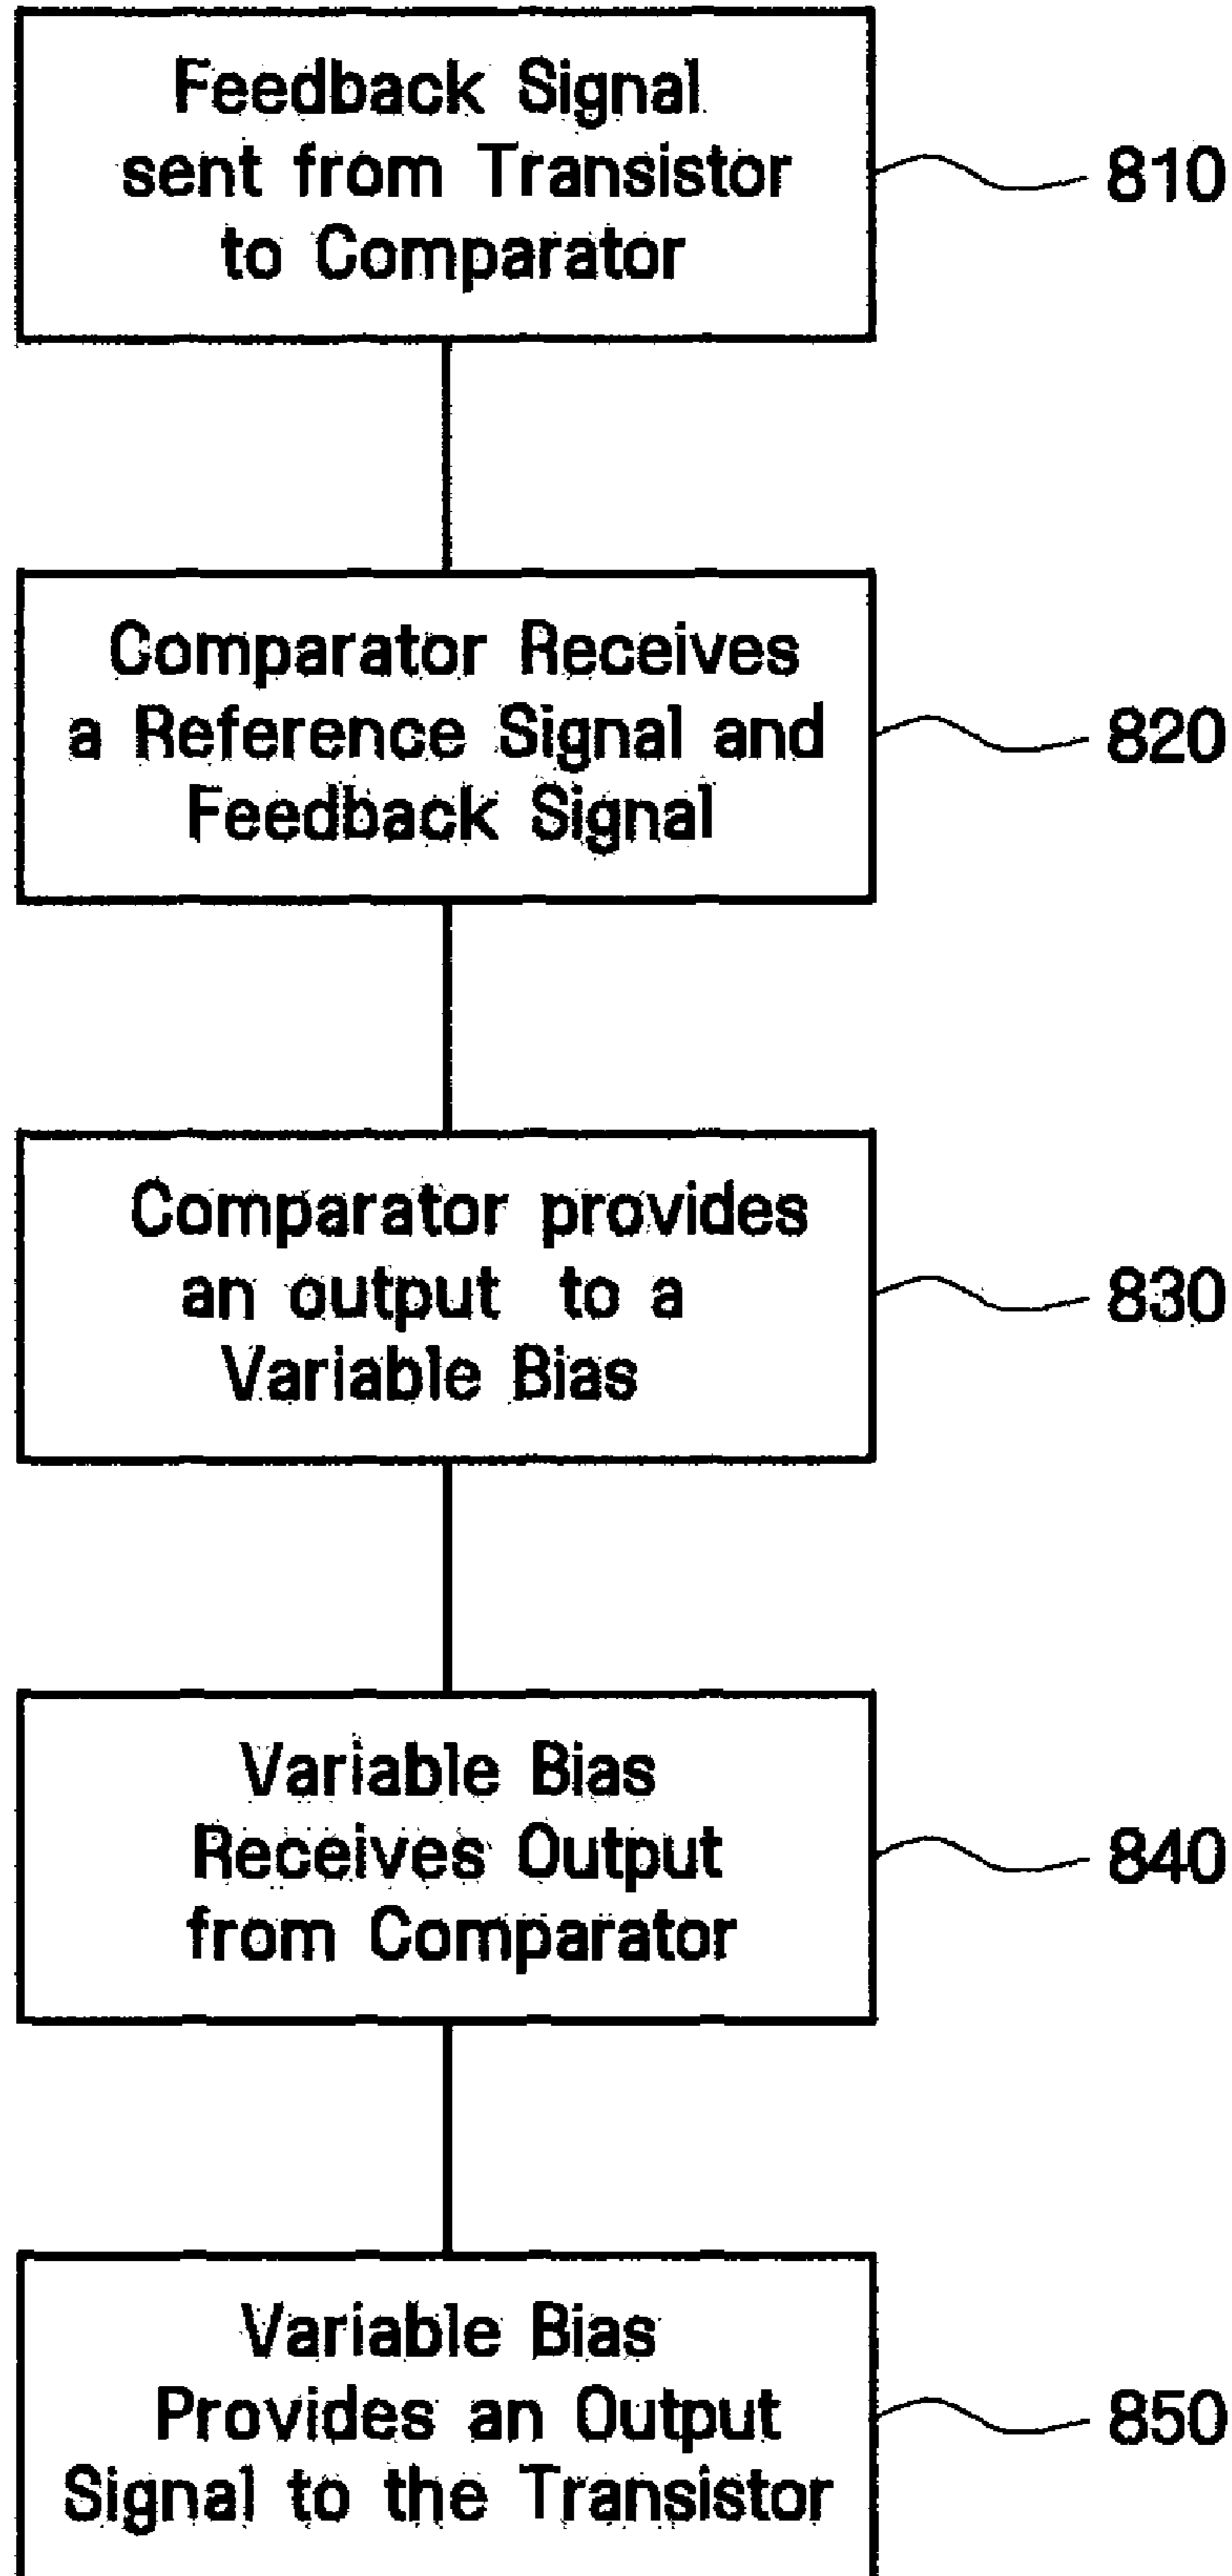 Feedback Signal
sent from Transistor
to Comparator
810
Comparator Receives
a Reference Signal and
Feedback Signal
820
Comparator provides
an output to a
Variable Bias
830
Variable Bias
Receives Output
from Comparator
840
Variable Bias
Provides an Output
Signal to the Transistor
850